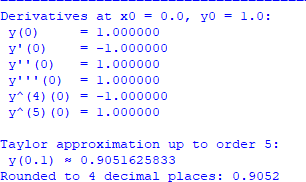 Derivatives at x0 = 0.0, y0 = 1.0:
y(0) = 1.000000
y'(0) = -1.000000
y''(0) = 1.000000
y'''(0) = 1.000000
y^(4)(0) = -1.000000
y^(5)(0) = 1.000000
Taylor approximation up to order 5:
y(0.1) ≈ 0.9051625833
Rounded to 4 decimal places: 0.9052